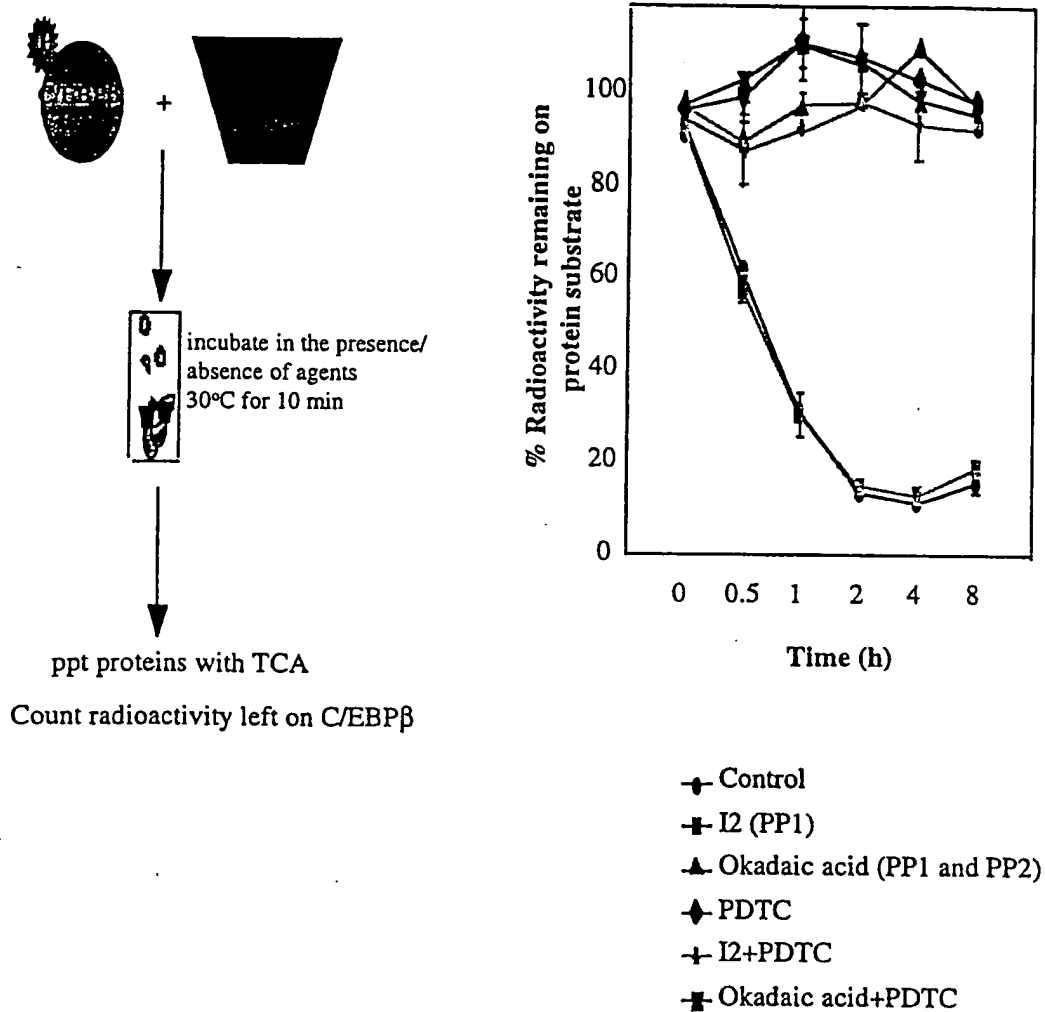 +
incubate in the presence/
absence of agents
30°C for 10 min
ppt proteins with TCA
Count radioactivity left on C/EBPβ
% Radioactivity remaining on
protein substrate
100
80
60
40
20
0
0 0.5 1 2 4 8
Time (h)
Control
I2 (PP1)
Okadaic acid (PP1 and PP2)
PDTC
I2+PDTC
Okadaic acid+PDTC